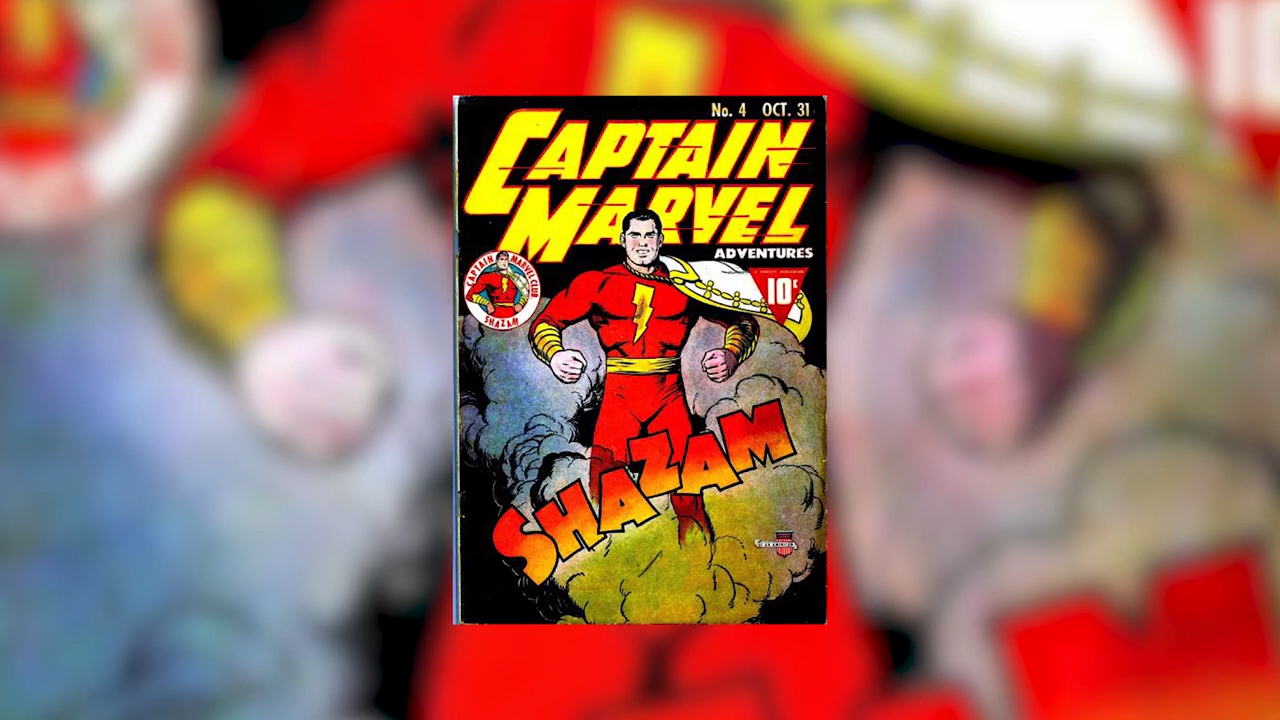 No. 4 OCT. 31
CAPTAIN
MARVEL
ADVENTURES
CAPTAIN MARVEL CLUB
SHAZAM
10¢
SHAZAM